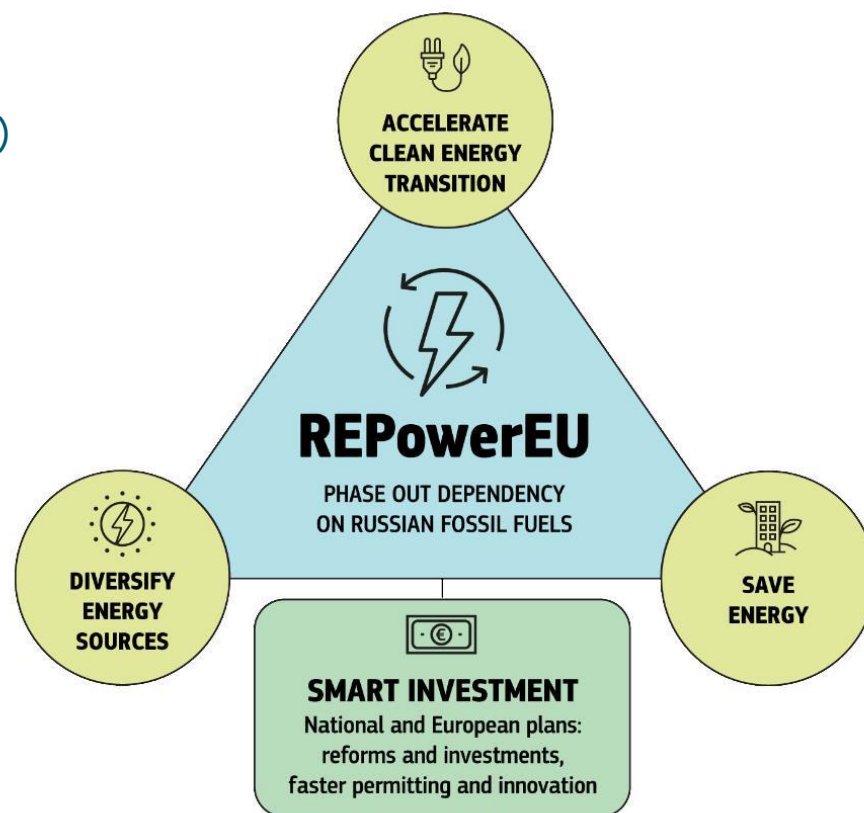 )
ACCELERATE
CLEAN ENERGY
TRANSITION
REPowerEU
PHASE OUT DEPENDENCY
ON RUSSIAN FOSSIL FUELS
DIVERSIFY
ENERGY
SOURCES
SAVE
ENERGY
€
SMART INVESTMENT
National and European plans:
reforms and investments,
faster permitting and innovation